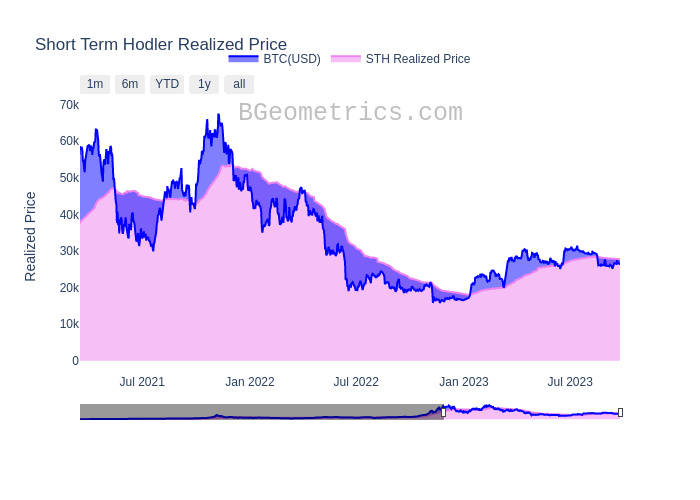 Short Term Hodler Realized Price
BTC(USD) STH Realized Price
1m 6m YTD 1y all
BGeometrics.com
Realized Price
70k
60k
50k
40k
30k
20k
10k
0
Jul 2021 Jan 2022 Jul 2022 Jan 2023 Jul 2023